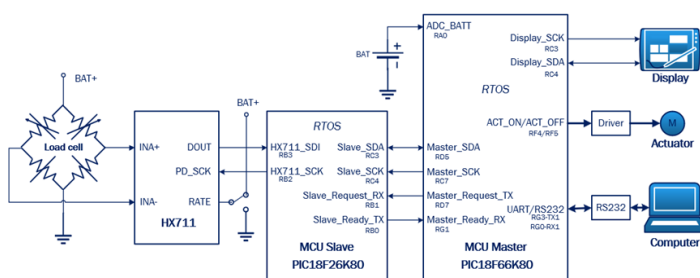 BAT+
Load cell
INA+
INA-
DOUT
PD_SCK
RATE
HX711
BAT+
RTOS
HX711_SDI
RB3
HX711_SCK
RB2
Slave_SDA
RC3
Slave_SCK
RC4
Slave_Request_RX
RB1
Slave_Ready_TX
RB0
MCU Slave
PIC18F26K80
BAT
+
ADC_BATT
RA0
RTOS
Display_SCK
RC3
Display_SDA
RC4
ACT_ON/ACT_OFF
RF4/RF5
Master_SDA
RD5
Master_SCK
RC7
Master_Request_TX
RD7
Master_Ready_RX
RG1
UART/RS232
RG3-TX1
RG0-RX1
MCU Master
PIC18F66K80
Display
Driver
M
Actuator
RS232
Computer